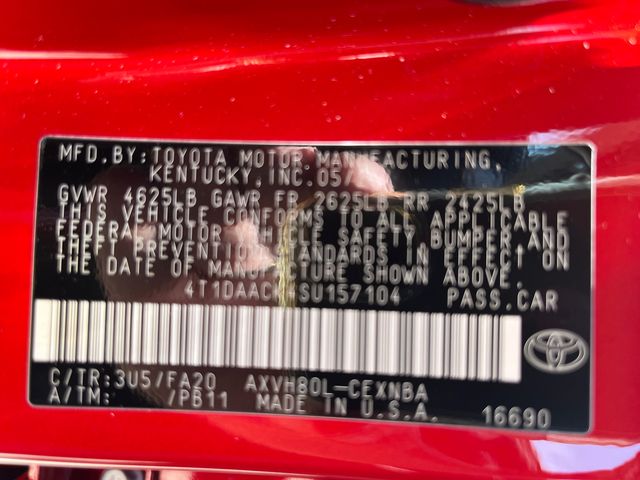 MFD.BY:TOYOTA MOTOR MANUFACTURING,
KENTUCKY,INC.05
GVWR 4625LB GAWR FR 2625LB RR 2425LB
THIS VEHICLE CONFORMS TO ALL APPLICABLE
FEDERAL MOTOR VEHICLE SAFETY, BUMPER,AND
THEFT PREVENTION STANDARDS IN EFFECT ON
THE DATE OF MANUFACTURE SHOWN ABOVE.
PASS.CAR
C/TR:3U5/FA20 AXVH80L-CEXNBA
A/TM: /PB11 MADE IN U.S.A. 16690